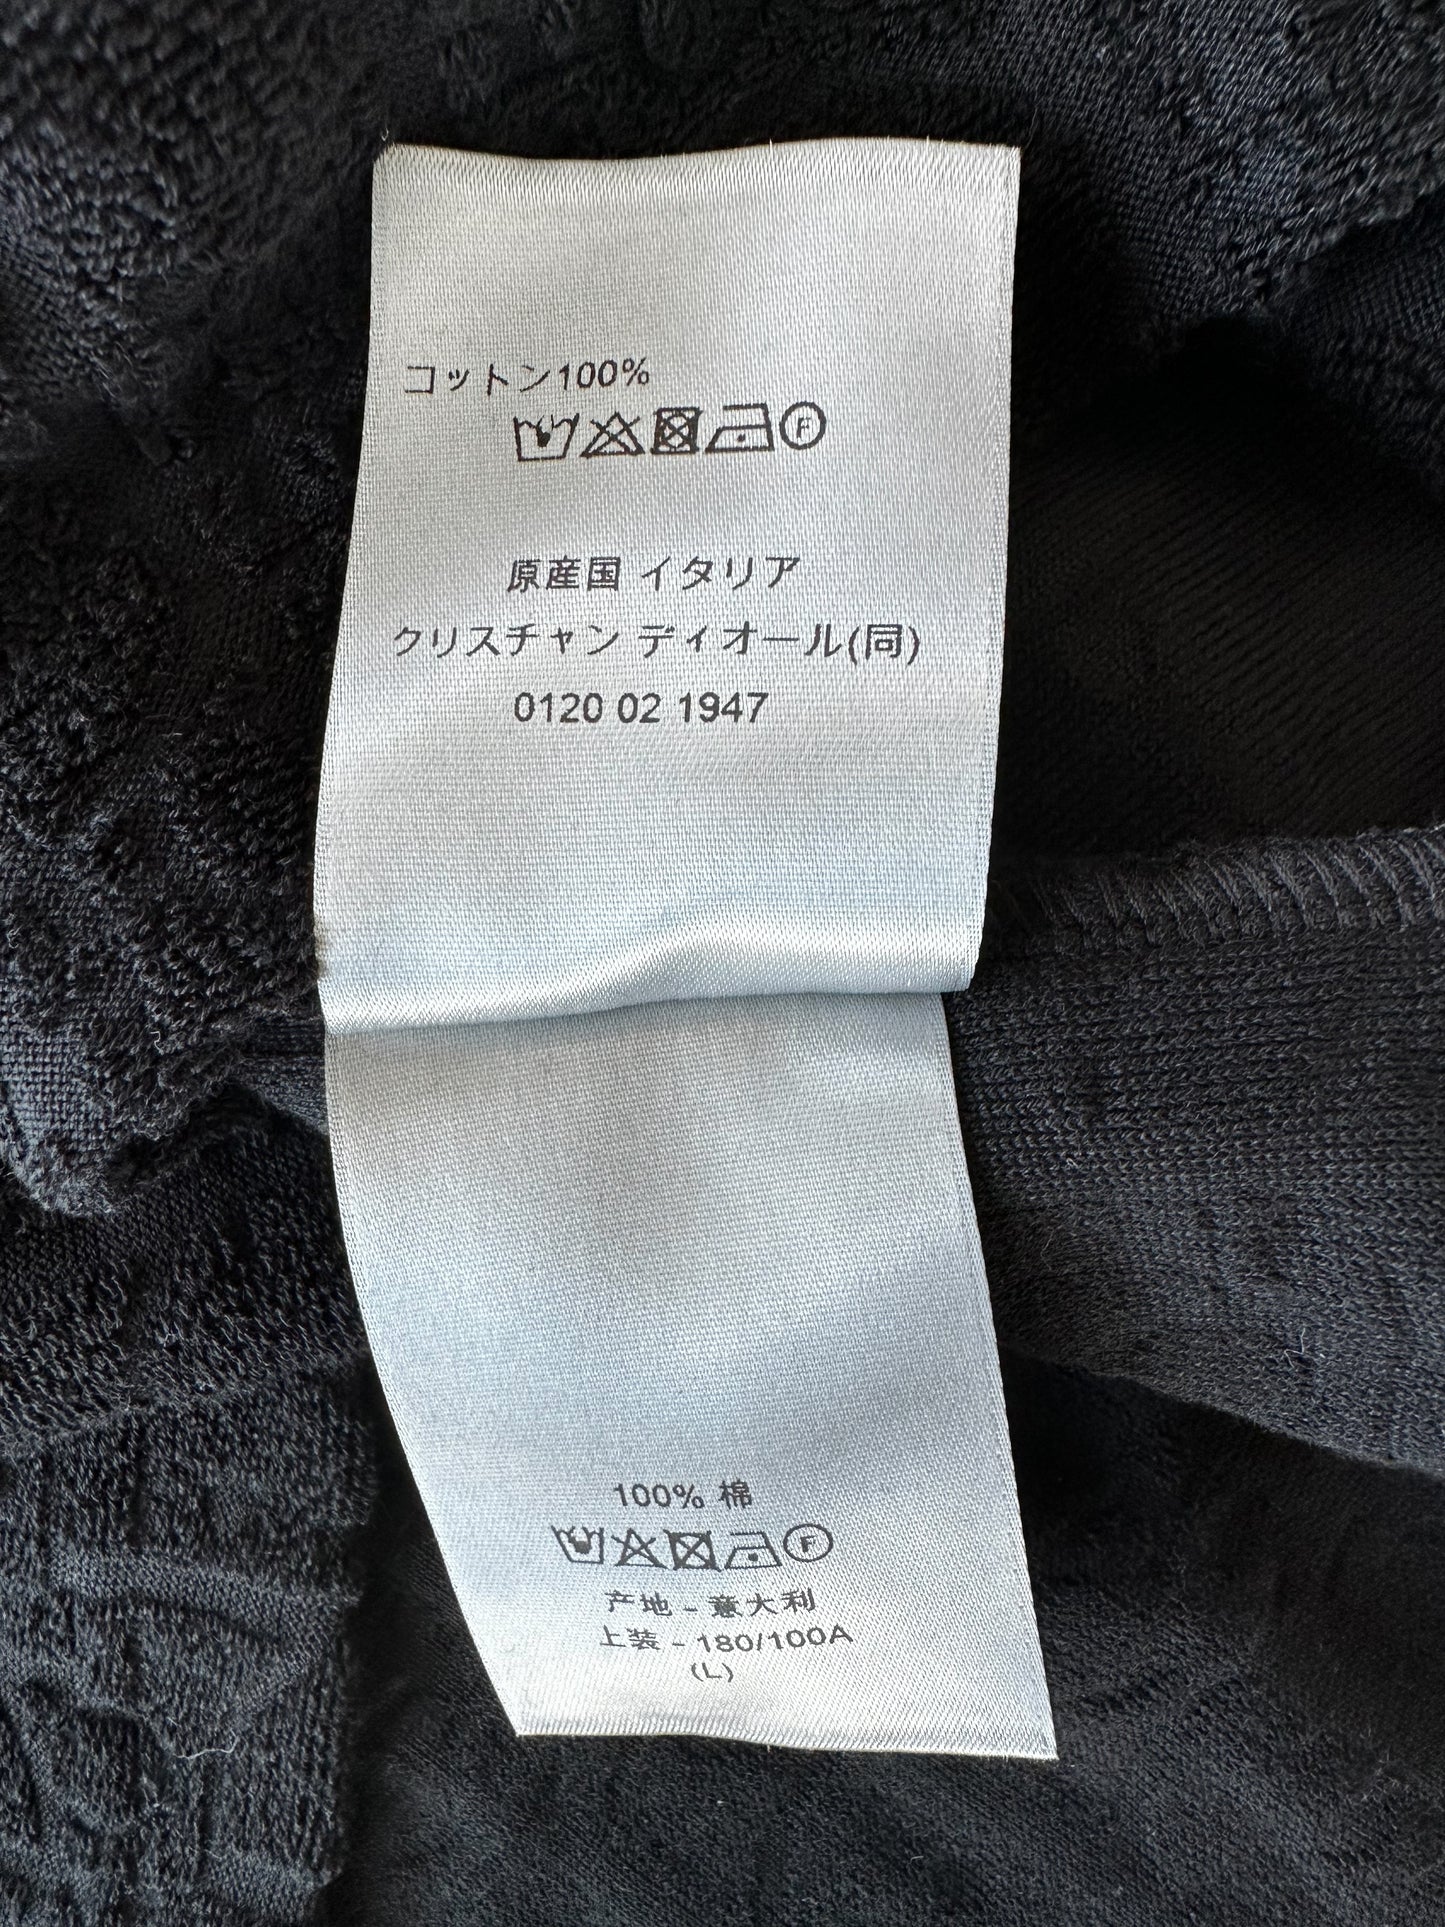 コットン100%
F
原産国 イタリア
クリスチャン ディオール(同)
0120 02 1947
100% 棉
F
产地 - 意大利
上装 - 180/100A
(L)